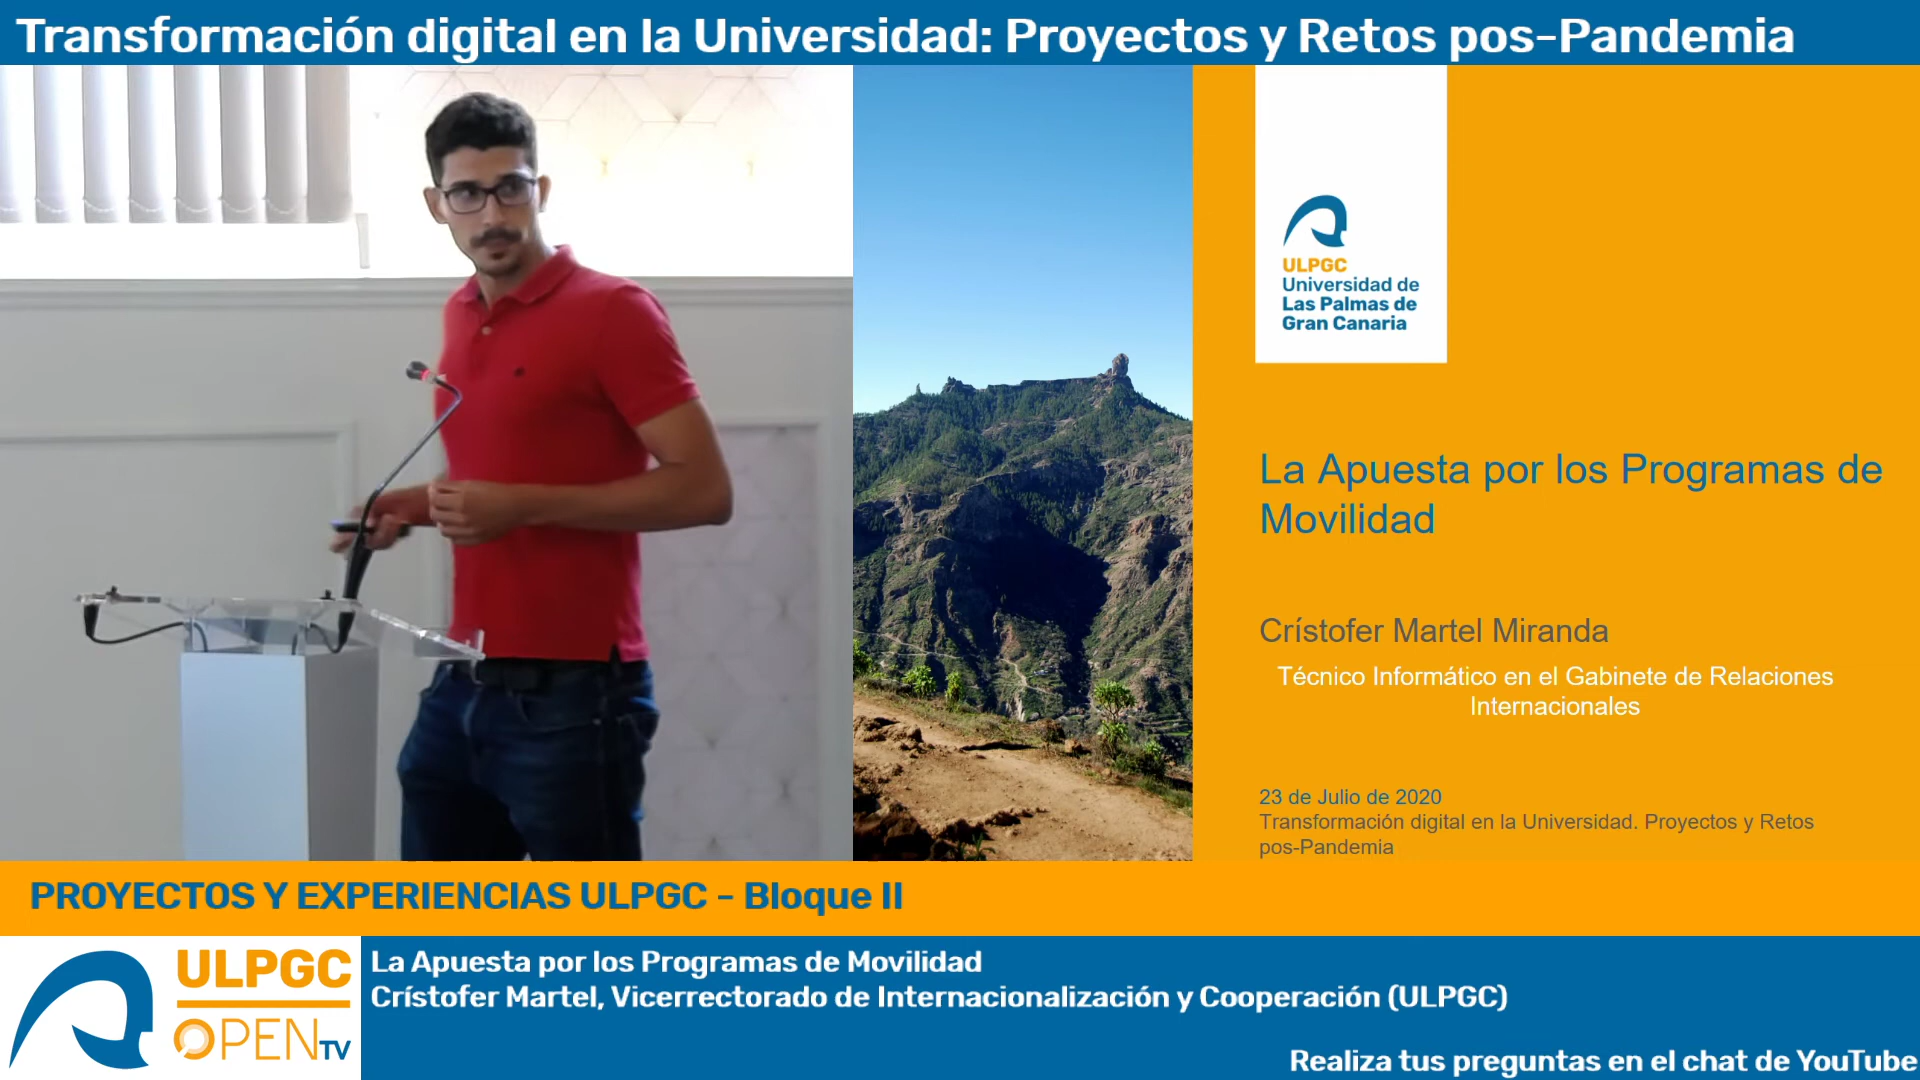 Transformación digital en la Universidad: Proyectos y Retos pos-Pandemia
ULPGC
Universidad de
Las Palmas de
Gran Canaria
La Apuesta por los Programas de
Movilidad
Crístofer Martel Miranda
Técnico Informático en el Gabinete de Relaciones
Internacionales
23 de Julio de 2020
Transformación digital en la Universidad. Proyectos y Retos
pos-Pandemia
PROYECTOS Y EXPERIENCIAS ULPGC - Bloque II
ULPGC
OPENTV
La Apuesta por los Programas de Movilidad
Crístofer Martel, Vicerrectorado de Internacionalización y Cooperación (ULPGC)
Realiza tus preguntas en el chat de YouTube